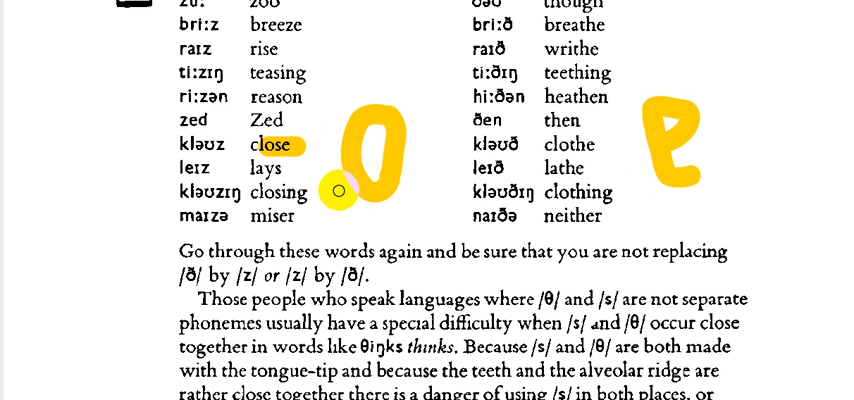 zu: zoo ðəʊ though
bri:z breeze bri:ð breathe
raɪz rise raɪð writhe
ti:zɪŋ teasing ti:ðɪŋ teething
ri:zən reason hi:ðən heathen
zed Zed ðen then
kləʊz close kləʊð clothe
leɪz lays leɪð lathe
kləʊzɪŋ closing kləʊðɪŋ clothing
maɪzə miser naɪðə neither
Go through these words again and be sure that you are not replacing
/ð/ by /z/ or /z/ by /ð/.
Those people who speak languages where /θ/ and /s/ are not separate
phonemes usually have a special difficulty when /s/ and /θ/ occur close
together in words like θiŋks thinks. Because /s/ and /θ/ are both made
with the tongue-tip and because the teeth and the alveolar ridge are
rather close together there is a danger of using /s/ in both places, or